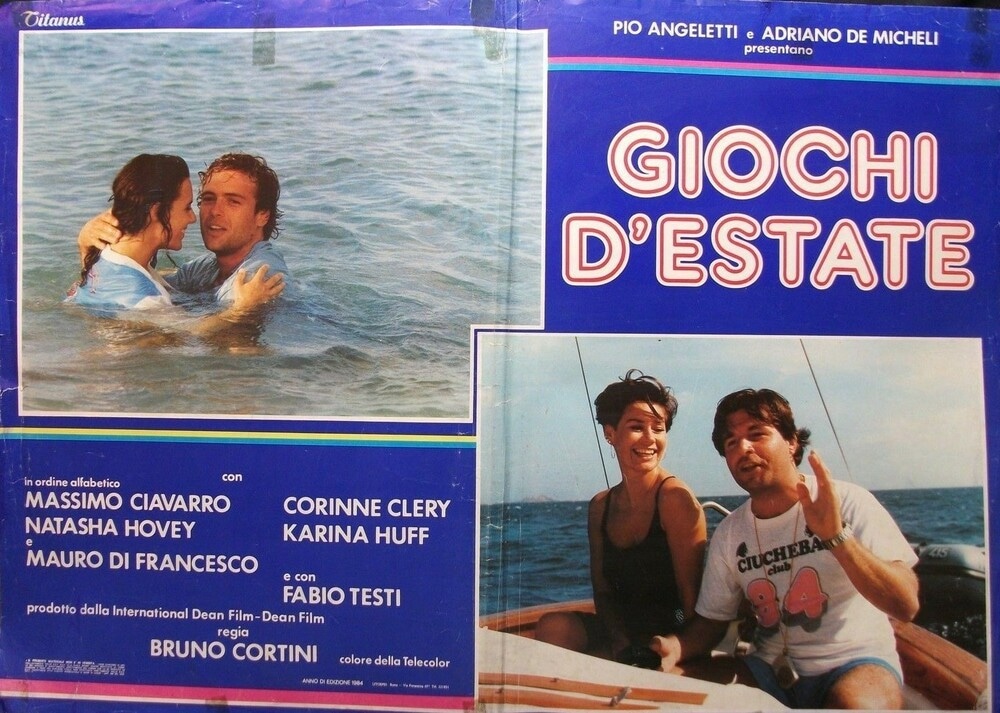 Titanus
PIO ANGELETTI e ADRIANO DE MICHELI
presentano
GIOCHI
D'ESTATE
con
in ordine alfabetico
MASSIMO CIAVARRO
CORINNE CLERY
NATASHA HOVEY
KARINA HUFF
e
MAURO DI FRANCESCO
e con
FABIO TESTI
prodotto dalla International Dean Film-Dean Film
regia
BRUNO CORTINI
colore della Telecolor
ANNO DI EDIZIONE 1984
CIUCHEBA
club
94